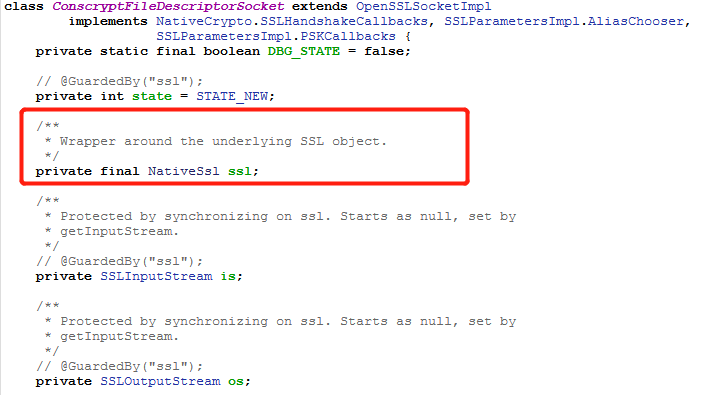 class ConscryptFileDescriptorSocket extends OpenSSLSocketImpl
        implements NativeCrypto.SSLHandshakeCallbacks, SSLParametersImpl.AliasChooser,
                   SSLParametersImpl.PSKCallbacks {
    private static final boolean DBG_STATE = false;

    // @GuardedBy("ssl");
    private int state = STATE_NEW;

    /**
     * Wrapper around the underlying SSL object.
     */
    private final NativeSsl ssl;

    /**
     * Protected by synchronizing on ssl. Starts as null, set by
     * getInputStream.
     */
    // @GuardedBy("ssl");
    private SSLInputStream is;

    /**
     * Protected by synchronizing on ssl. Starts as null, set by
     * getInputStream.
     */
    // @GuardedBy("ssl");
    private SSLOutputStream os;